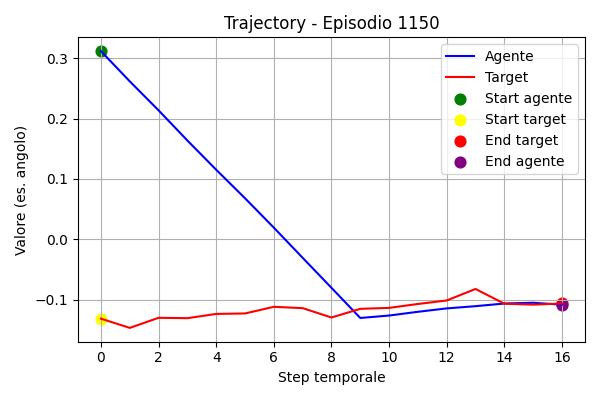 Trajectory - Episodio 1150
Valore (es. angolo)
0.3
0.2
0.1
0.0
−0.1
Agente
Target
Start agente
Start target
End target
End agente
0 2 4 6 8 10 12 14 16
Step temporale